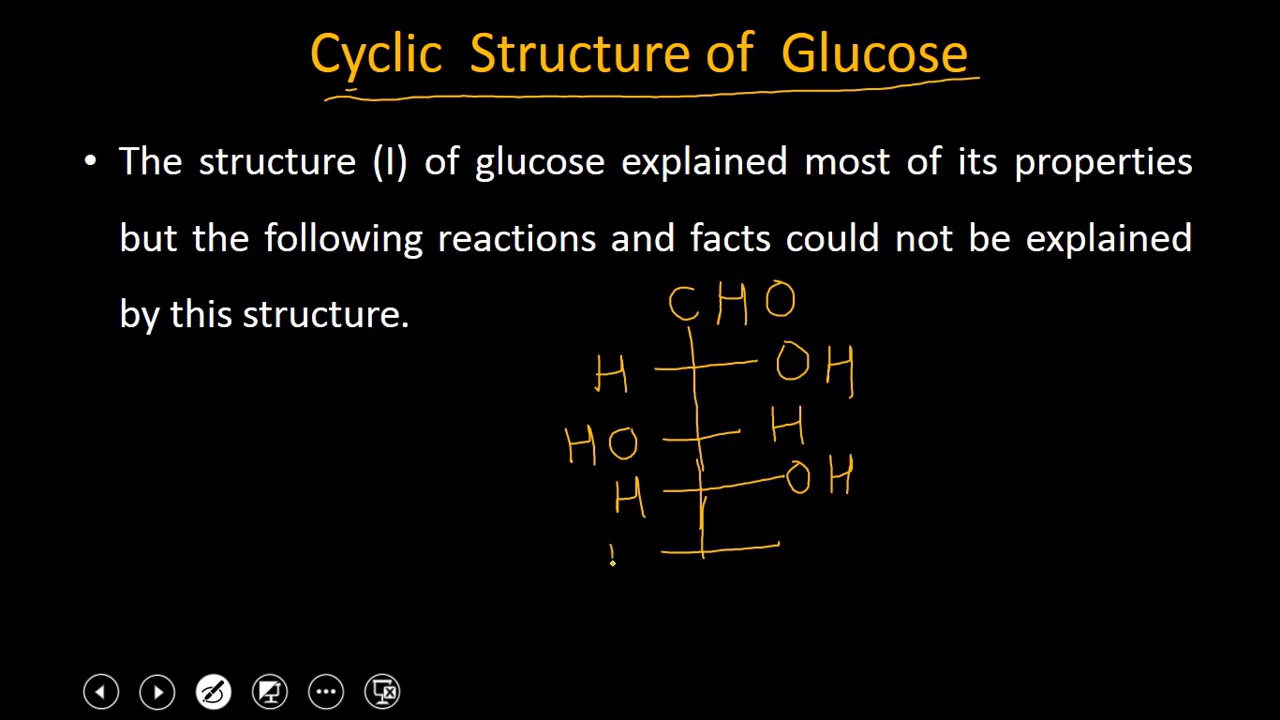 Cyclic Structure of Glucose
• The structure (I) of glucose explained most of its properties
but the following reactions and facts could not be explained
by this structure.
CHO
H OH
HO H
H OH